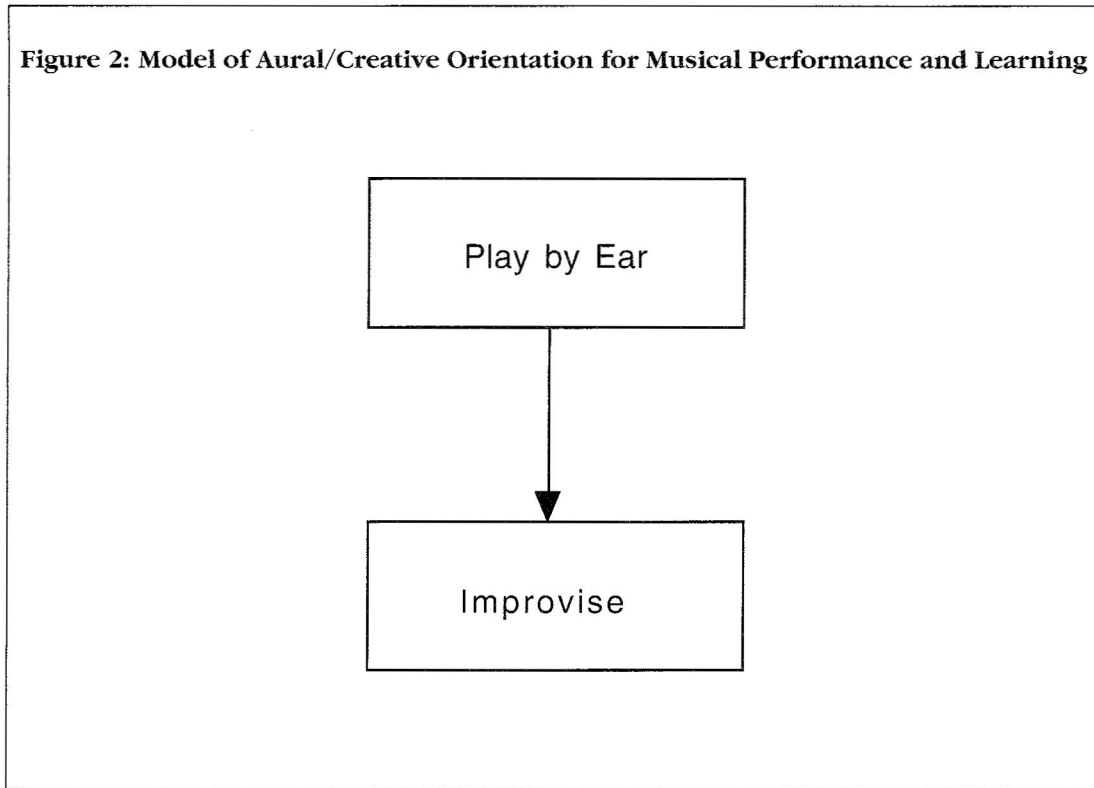 Figure 2: Model of Aural/Creative Orientation for Musical Performance and Learning
Play by Ear
Improvise